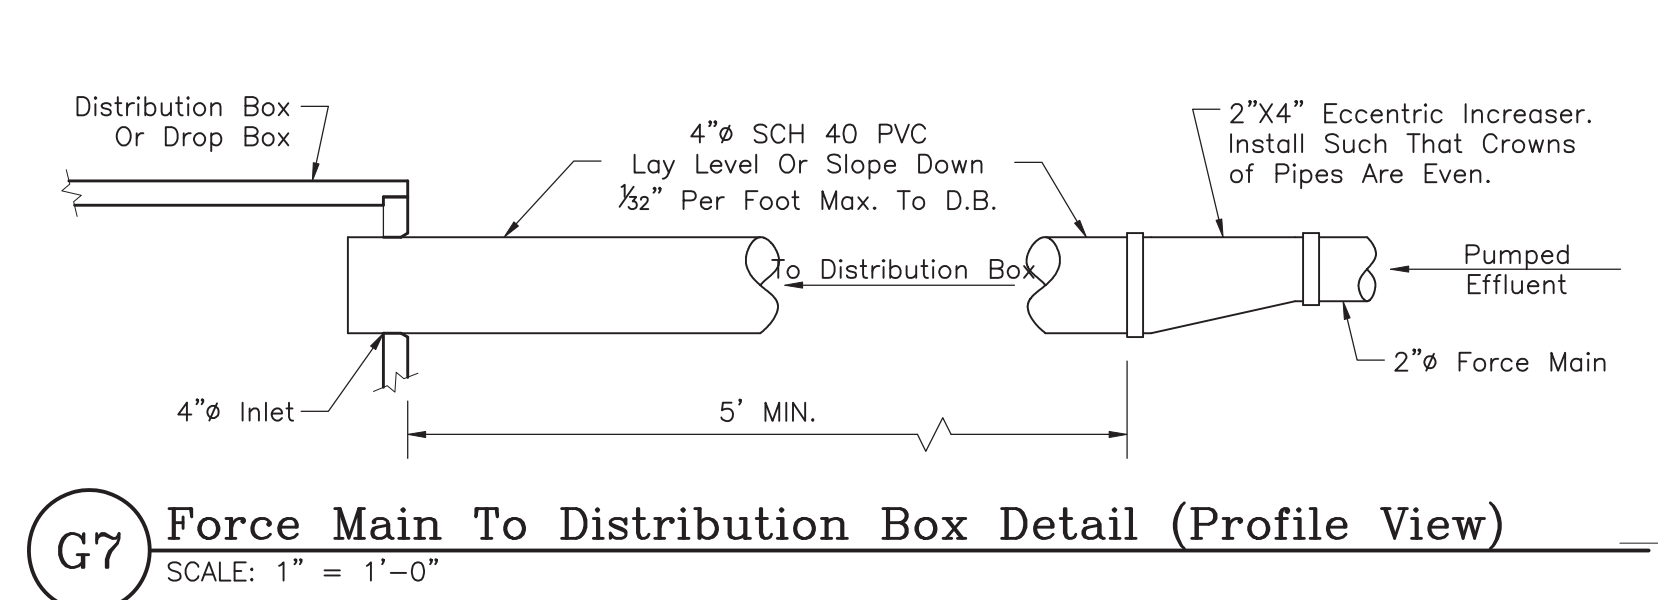 Distribution Box
Or Drop Box
4"ø SCH 40 PVC
Lay Level Or Slope Down
1/32" Per Foot Max. To D.B.
2"X4" Eccentric Increaser.
Install Such That Crowns
of Pipes Are Even.
To Distribution Box
Pumped
Effluent
2"ø Force Main
4"ø Inlet
5' MIN.
G7
Force Main To Distribution Box Detail (Profile View)
SCALE: 1" = 1'-0"